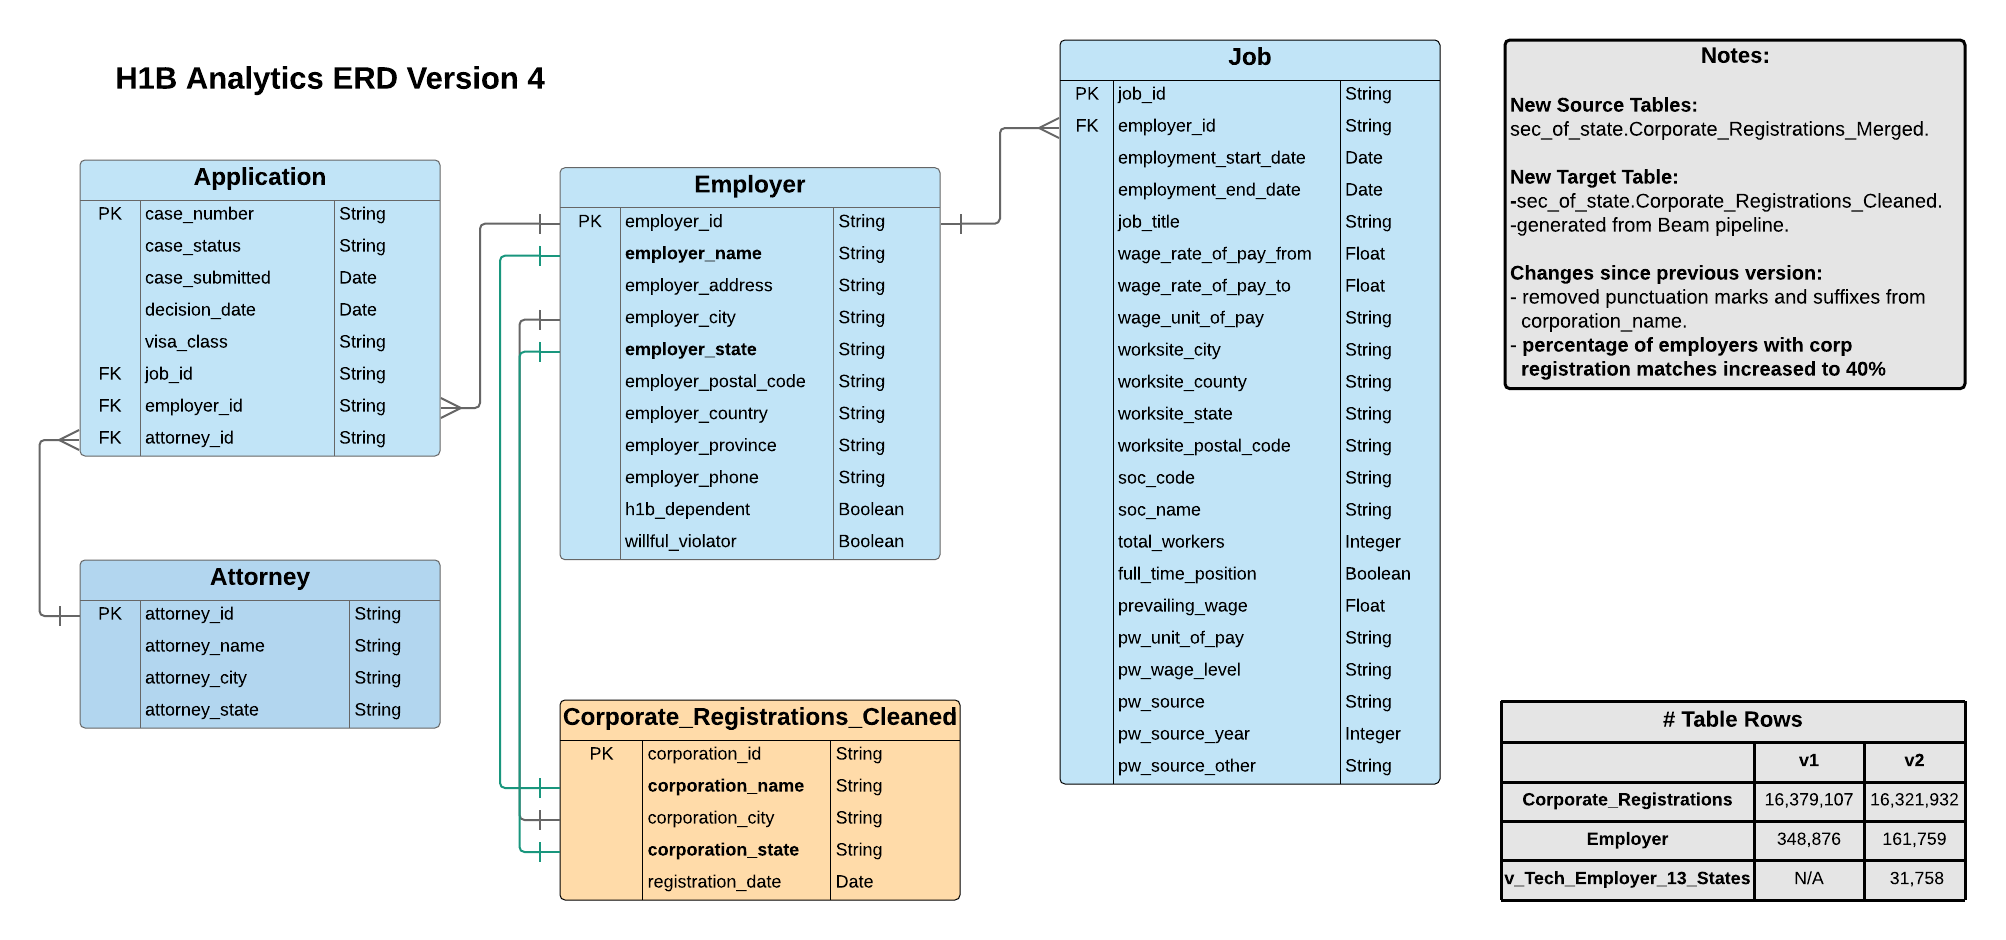 H1B Analytics ERD Version 4
Application
PK case_number String
case_status String
case_submitted Date
decision_date Date
visa_class String
FK job_id String
FK employer_id String
FK attorney_id String
Attorney
PK attorney_id String
attorney_name String
attorney_city String
attorney_state String
Employer
PK employer_id String
employer_name String
employer_address String
employer_city String
employer_state String
employer_postal_code String
employer_country String
employer_province String
employer_phone String
h1b_dependent Boolean
willful_violator Boolean
Corporate_Registrations_Cleaned
PK corporation_id String
corporation_name String
corporation_city String
corporation_state String
registration_date Date
Job
PK job_id String
FK employer_id String
employment_start_date Date
employment_end_date Date
job_title String
wage_rate_of_pay_from Float
wage_rate_of_pay_to Float
wage_unit_of_pay String
worksite_city String
worksite_county String
worksite_state String
worksite_postal_code String
soc_code String
soc_name String
total_workers Integer
full_time_position Boolean
prevailing_wage Float
pw_unit_of_pay String
pw_wage_level String
pw_source String
pw_source_year Integer
pw_source_other String
Notes:
New Source Tables:
sec_of_state.Corporate_Registrations_Merged.
New Target Table:
-sec_of_state.Corporate_Registrations_Cleaned.
-generated from Beam pipeline.
Changes since previous version:
- removed punctuation marks and suffixes from
corporation_name.
- percentage of employers with corp
registration matches increased to 40%
# Table Rows
v1 v2
Corporate_Registrations 16,379,107 16,321,932
Employer 348,876 161,759
v_Tech_Employer_13_States N/A 31,758